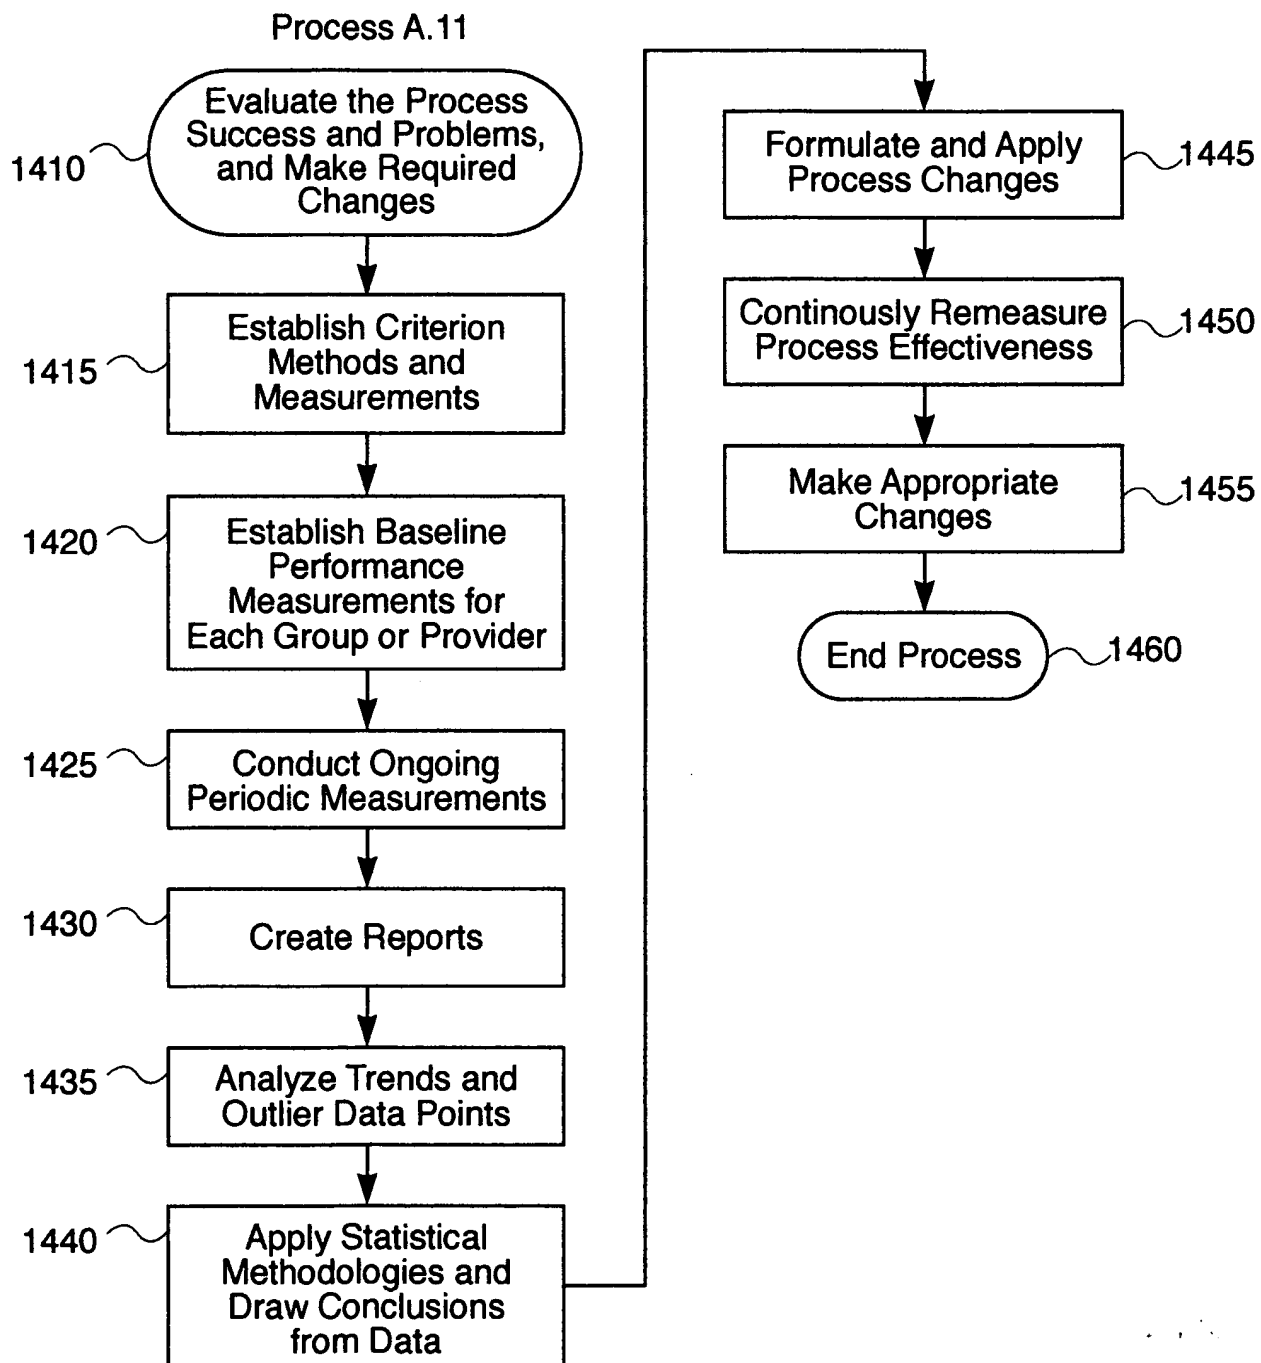 Process A.11
1410
Evaluate the Process
Success and Problems,
and Make Required
Changes
1415
Establish Criterion
Methods and
Measurements
1420
Establish Baseline
Performance
Measurements for
Each Group or Provider
1425
Conduct Ongoing
Periodic Measurements
1430
Create Reports
1435
Analyze Trends and
Outlier Data Points
1440
Apply Statistical
Methodologies and
Draw Conclusions
from Data
Formulate and Apply
Process Changes
1445
Continously Remeasure
Process Effectiveness
1450
Make Appropriate
Changes
1455
End Process
1460